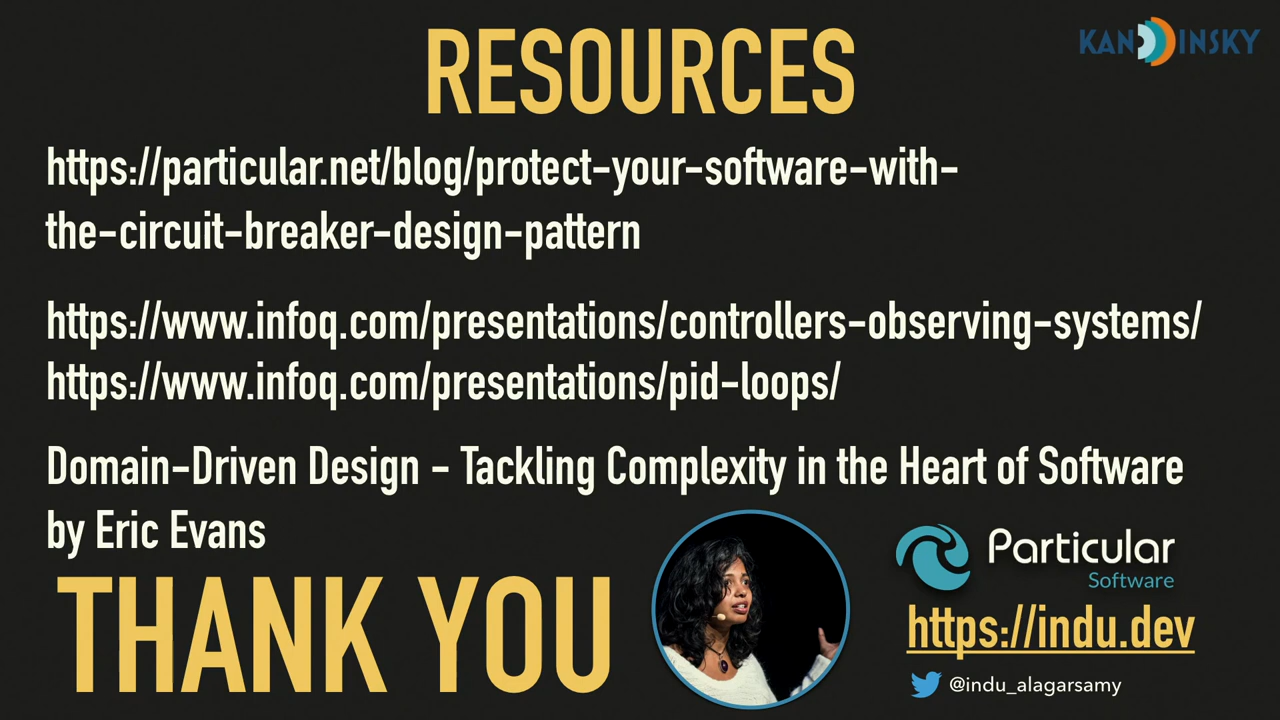 RESOURCES
KANDINSKY
https://particular.net/blog/protect-your-software-with-
the-circuit-breaker-design-pattern
https://www.infoq.com/presentations/controllers-observing-systems/
https://www.infoq.com/presentations/pid-loops/
Domain-Driven Design - Tackling Complexity in the Heart of Software
by Eric Evans
THANK YOU
Particular
Software
https://indu.dev
@indu_alagarsamy